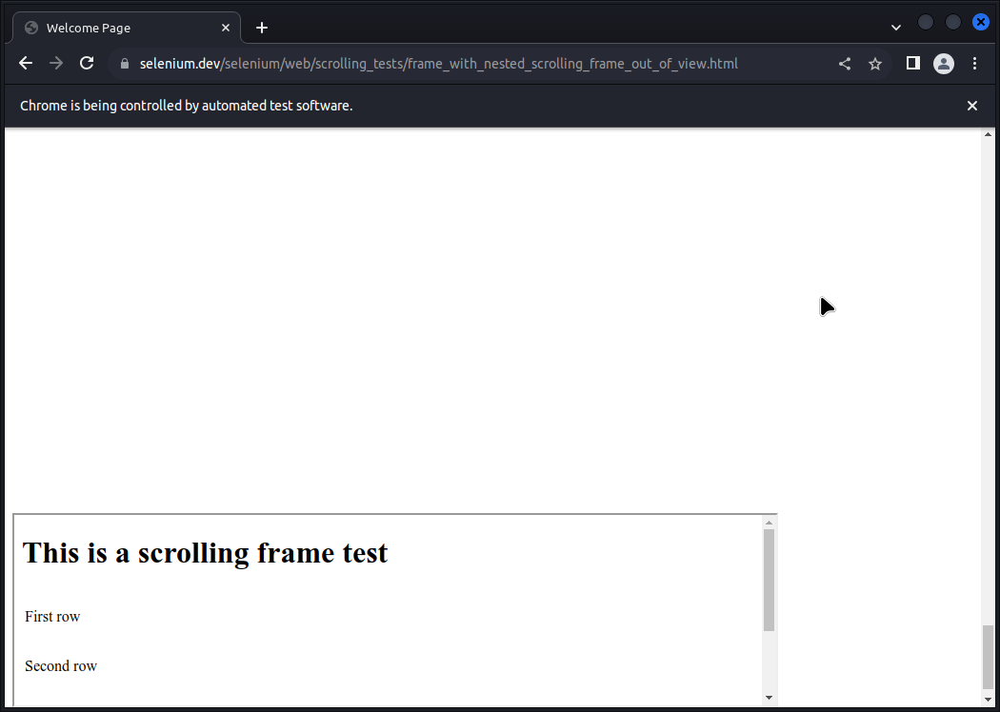 Welcome Page
selenium.dev/selenium/web/scrolling_tests/frame_with_nested_scrolling_frame_out_of_view.html
Chrome is being controlled by automated test software.
This is a scrolling frame test
First row
Second row